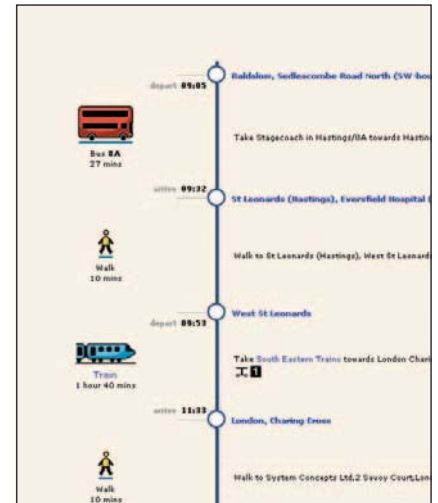 Baldslow, Sedlescombe Road North (SW-bou
depart 09:05
Take Stagecoach in Hastings/8A towards Hasting
Bus 8A
27 mins
arrive 09:32
St Leonards (Hastings), Eversfield Hospital (
Walk to St Leonards (Hastings), West St Leonard
Walk
10 mins
West St Leonards
depart 09:53
Take South Eastern Trains towards London Chari
1
Train
1 hour 40 mins
arrive 11:33
London, Charing Cross
Walk to System Concepts Ltd,2 Savoy Court,Lon
Walk
10 mins